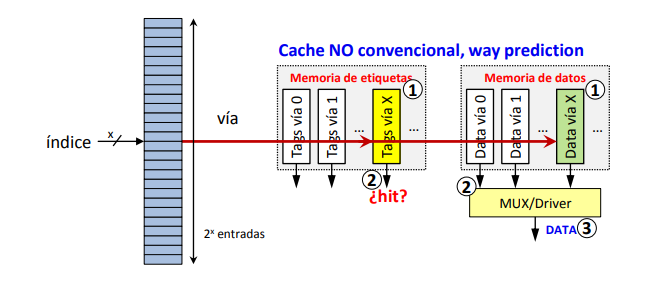 Cache NO convencional, way prediction
Memoria de etiquetas
Memoria de datos
1
1
vía
x
índice
Tags vía 0
Tags vía 1
...
Tags vía X
...
Data vía 0
Data vía 1
...
Data vía X
...
2
¿hit?
2
MUX/Driver
DATA
3
2ˣ entradas